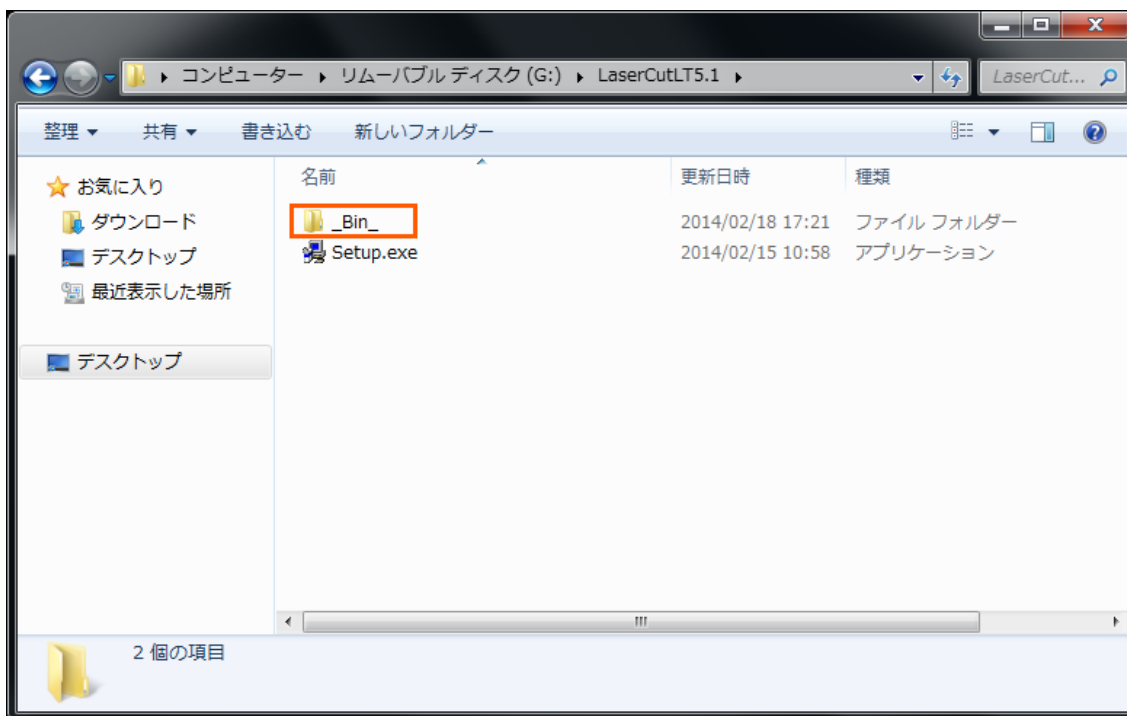 コンピューター ▸ リムーバブル ディスク (G:) ▸ LaserCutLT5.1 ▸
LaserCut...
整理 共有 書き込む 新しいフォルダー
お気に入り
ダウンロード
デスクトップ
最近表示した場所
デスクトップ
名前 更新日時 種類
_Bin_ 2014/02/18 17:21 ファイル フォルダー
Setup.exe 2014/02/15 10:58 アプリケーション
2 個の項目